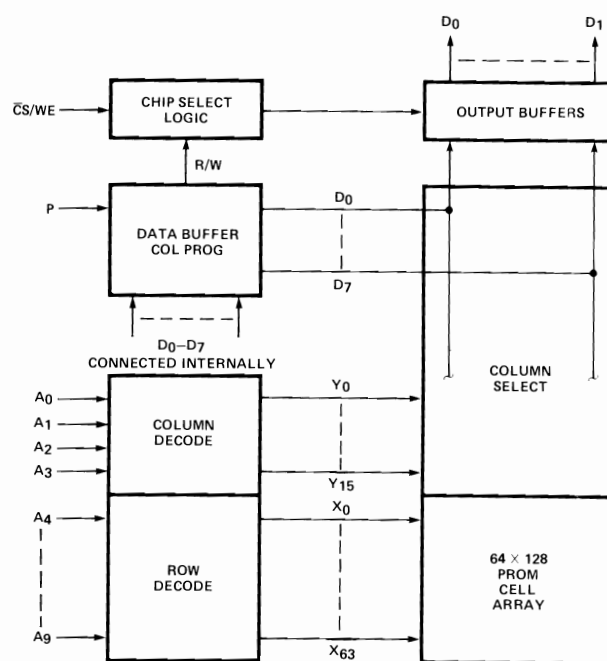 D0 D1
C̅S/WE
CHIP SELECT
LOGIC
OUTPUT BUFFERS
R/W
P
DATA BUFFER
COL PROG
D0
D7
D0–D7
CONNECTED INTERNALLY
A0
A1
A2
A3
COLUMN
DECODE
Y0
Y15
COLUMN
SELECT
A4
A9
ROW
DECODE
X0
X63
64 × 128
PROM
CELL
ARRAY